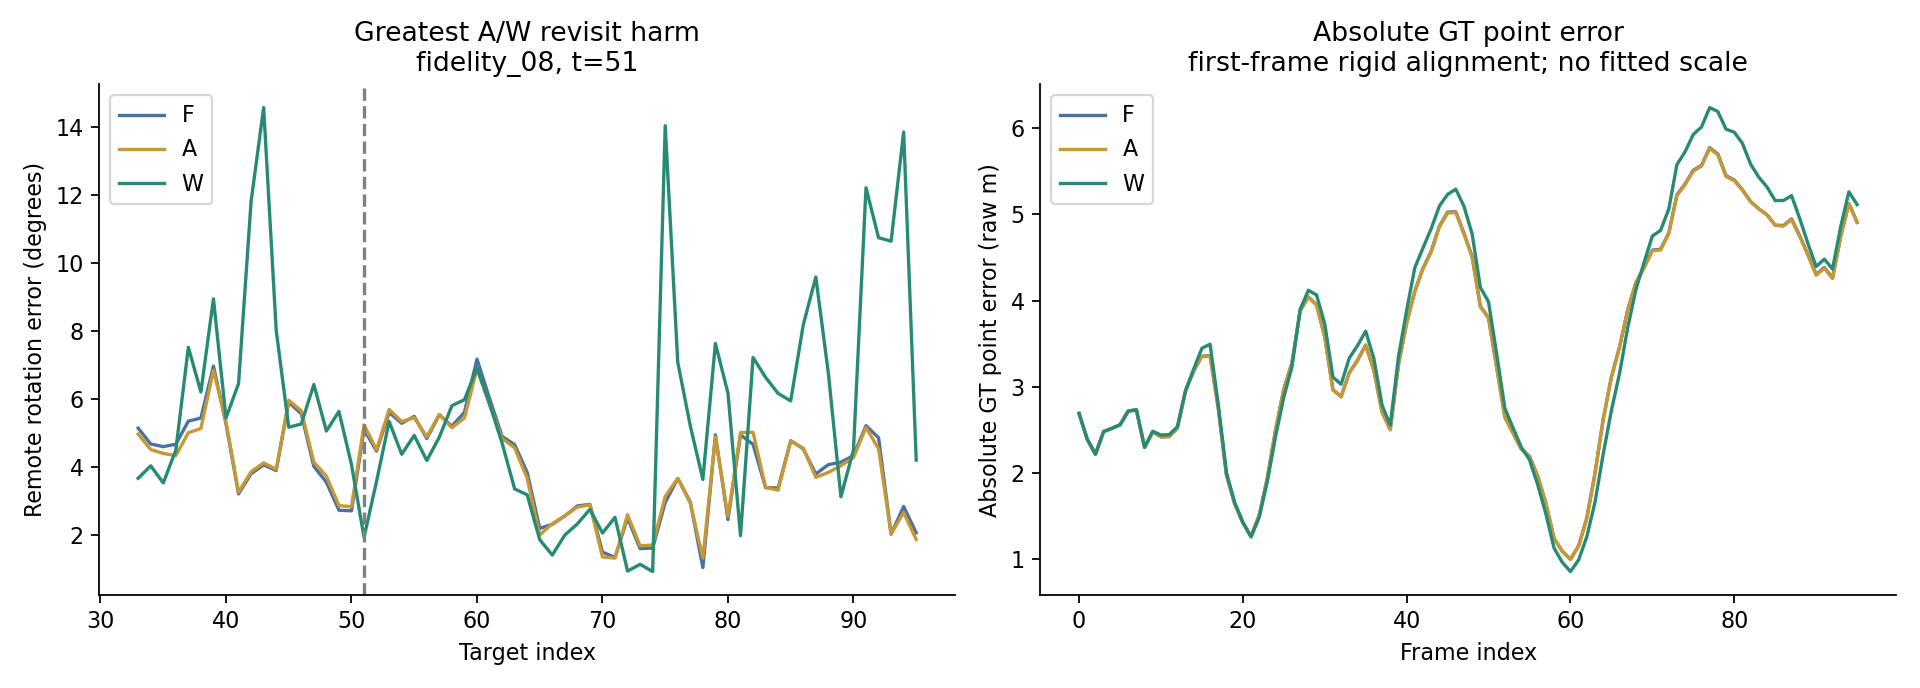 Greatest A/W revisit harm
fidelity_08, t=51
F
A
W
14
12
10
8
6
4
2
Remote rotation error (degrees)
30 40 50 60 70 80 90
Target index
Absolute GT point error
first-frame rigid alignment; no fitted scale
F
A
W
6
5
4
3
2
1
Absolute GT point error (raw m)
0 20 40 60 80
Frame index